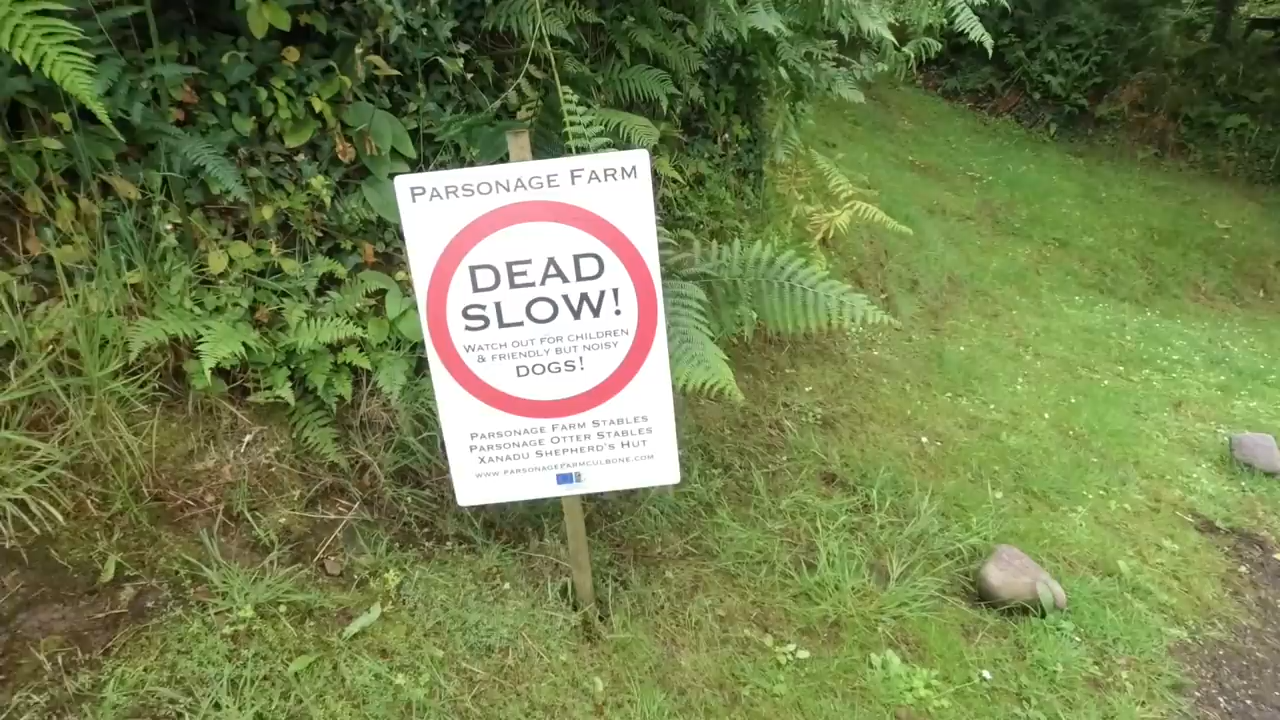 PARSONAGE FARM
DEAD
SLOW!
WATCH OUT FOR CHILDREN
& FRIENDLY BUT NOISY
DOGS!
PARSONAGE FARM STABLES
PARSONAGE OTTER STABLES
XANADU SHEPHERD'S HUT
WWW.PARSONAGEFARMCULBONE.COM